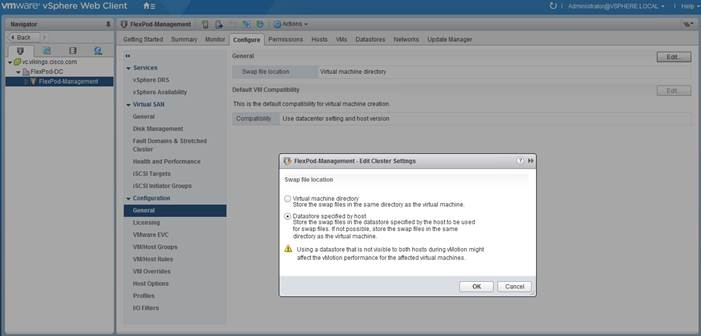 vmware® vSphere Web Client
Administrator@VSPHERE.LOCAL
Help
Navigator
Back
vc.vikings.cisco.com
FlexPod-DC
FlexPod-Management
FlexPod-Management
Actions
Getting Started Summary Monitor Configure Permissions Hosts VMs Datastores Networks Update Manager
Services
vSphere DRS
vSphere Availability
Virtual SAN
General
Disk Management
Fault Domains & Stretched
Cluster
Health and Performance
iSCSI Targets
iSCSI Initiator Groups
Configuration
General
Licensing
VMware EVC
VM/Host Groups
VM/Host Rules
VM Overrides
Host Options
Profiles
I/O Filters
General
Edit...
Swap file location Virtual machine directory
Default VM Compatibility
Edit...
This is the default compatibility for virtual machine creation.
Compatibility Use datacenter setting and host version
FlexPod-Management - Edit Cluster Settings
Swap file location
Virtual machine directory
Store the swap files in the same directory as the virtual machine.
Datastore specified by host
Store the swap files in the datastore specified by the host to be used
for swap files. If not possible, store the swap files in the same
directory as the virtual machine.
Using a datastore that is not visible to both hosts during vMotion might
affect the vMotion performance for the affected virtual machines.
OK Cancel